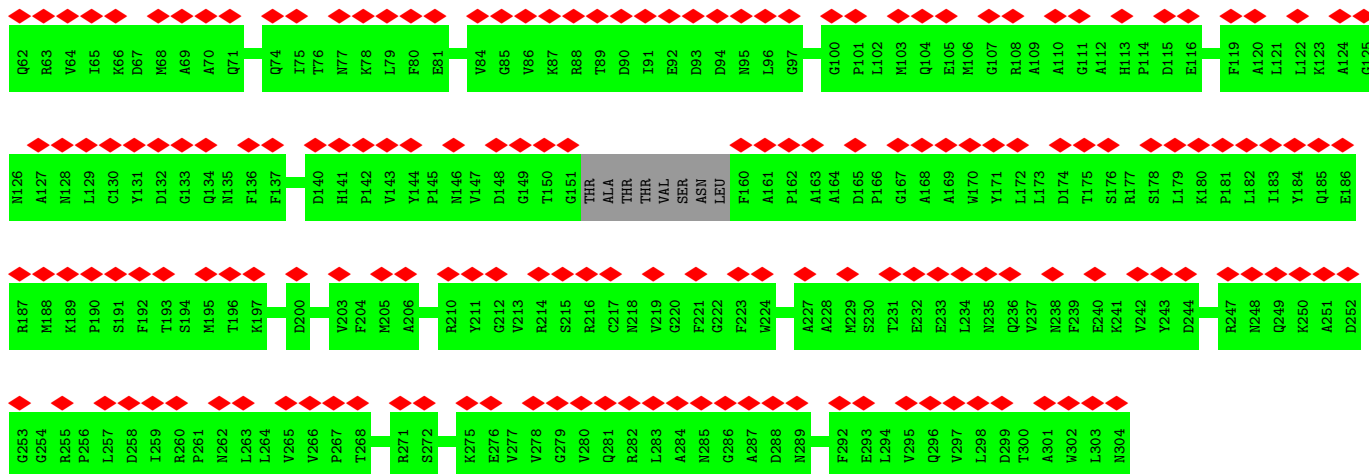 Q62 R63 V64 I65 K66 D67 M68 A69 A70 Q71 Q74 I75 T76 N77 K78 L79 F80 E81 V84 G85 V86 K87 R88 T89 D90 I91 E92 D93 D94 N95 L96 G97 G100 P101 L102 M103 Q104 E105 M106 G107 R108 A109 A110 G111 A112 H113 P114 D115 E116 F119 A120 L121 L122 K123 A124 G125
N126 A127 N128 L129 C130 Y131 D132 G133 Q134 N135 F136 F137 D140 H141 P142 V143 Y144 P145 N146 V147 D148 G149 T150 G151 THR ALA THR THR VAL SER ASN LEU F160 A161 P162 A163 A164 D165 P166 G167 A168 A169 W170 Y171 L172 L173 D174 T175 S176 R177 S178 L179 K180 P181 L182 I183 Y184 Q185 E186
R187 M188 K189 P190 S191 F192 T193 S194 M195 T196 K197 D200 V203 F204 M205 A206 R210 Y211 G212 V213 R214 S215 R216 C217 N218 V219 G220 F221 G222 F223 W224 A227 A228 M229 S230 T231 E232 E233 L234 N235 Q236 V237 N238 F239 E240 K241 V242 Y243 D244 R247 N248 Q249 K250 A251 D252
G253 G254 R255 P256 L257 D258 I259 R260 P261 N262 L263 L264 V265 V266 P267 T268 R271 S272 K275 E276 V277 V278 G279 V280 Q281 R282 L283 A284 N285 G286 A287 D288 N289 F292 E293 L294 V295 Q296 V297 L298 D299 T300 A301 W302 L303 N304